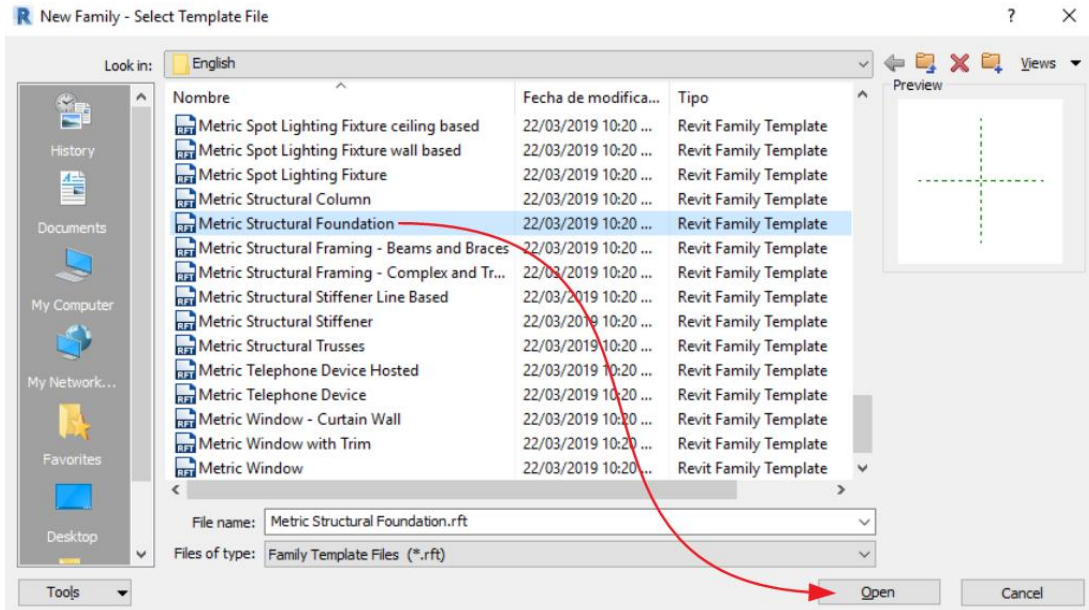 New Family - Select Template File
Look in: English Views
Preview
Nombre Fecha de modifica... Tipo
Metric Spot Lighting Fixture ceiling based 22/03/2019 10:20 ... Revit Family Template
Metric Spot Lighting Fixture wall based 22/03/2019 10:20 ... Revit Family Template
Metric Spot Lighting Fixture 22/03/2019 10:20 ... Revit Family Template
Metric Structural Column 22/03/2019 10:20 ... Revit Family Template
Metric Structural Foundation 22/03/2019 10:20 ... Revit Family Template
Metric Structural Framing - Beams and Braces 22/03/2019 10:20 ... Revit Family Template
Metric Structural Framing - Complex and Tr... 22/03/2019 10:20 ... Revit Family Template
Metric Structural Stiffener Line Based 22/03/2019 10:20 ... Revit Family Template
Metric Structural Stiffener 22/03/2019 10:20 ... Revit Family Template
Metric Structural Trusses 22/03/2019 10:20 ... Revit Family Template
Metric Telephone Device Hosted 22/03/2019 10:20 ... Revit Family Template
Metric Telephone Device 22/03/2019 10:20 ... Revit Family Template
Metric Window - Curtain Wall 22/03/2019 10:20 ... Revit Family Template
Metric Window with Trim 22/03/2019 10:20 ... Revit Family Template
Metric Window 22/03/2019 10:20 ... Revit Family Template
History
Documents
My Computer
My Network...
Favorites
Desktop
File name: Metric Structural Foundation.rft
Files of type: Family Template Files (*.rft)
Tools Open Cancel